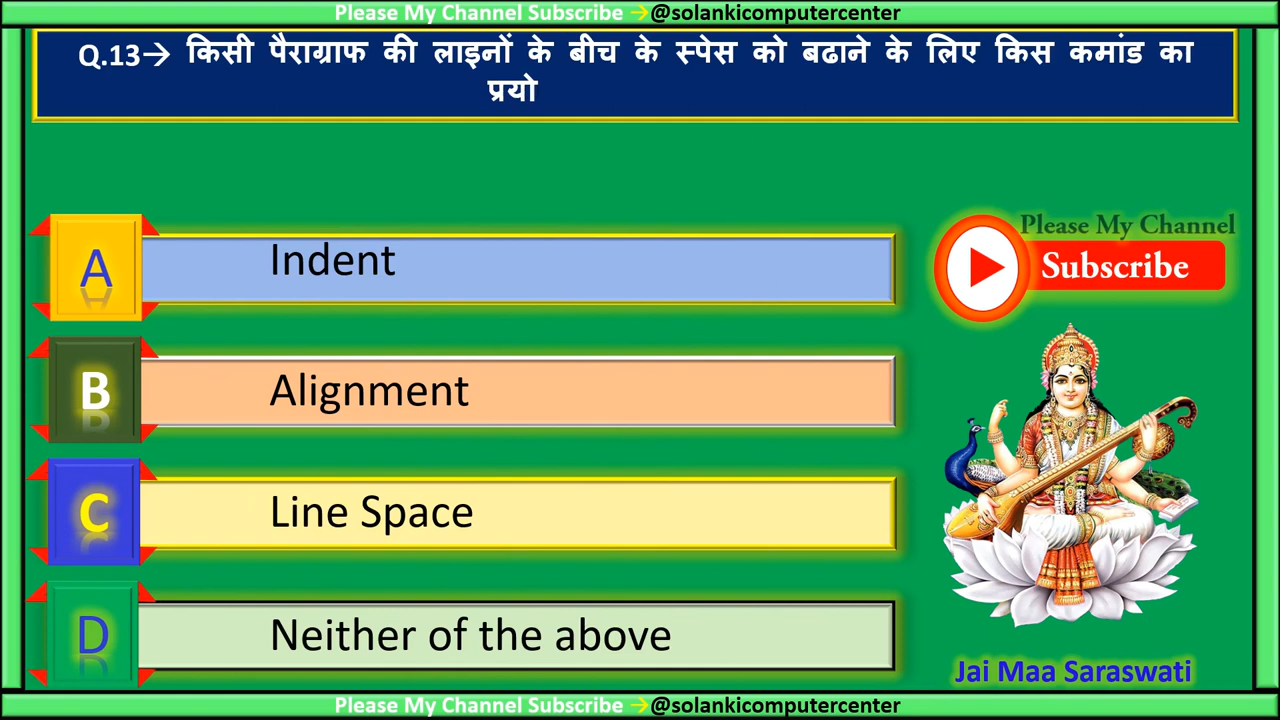 Please My Channel Subscribe →@solankicomputercenter
Q.13→ किसी पैराग्राफ की लाइनों के बीच के स्पेस को बढाने के लिए किस कमांड का
प्रयो
A Indent
Please My Channel
Subscribe
B Alignment
C Line Space
D Neither of the above
Jai Maa Saraswati
Please My Channel Subscribe →@solankicomputercenter